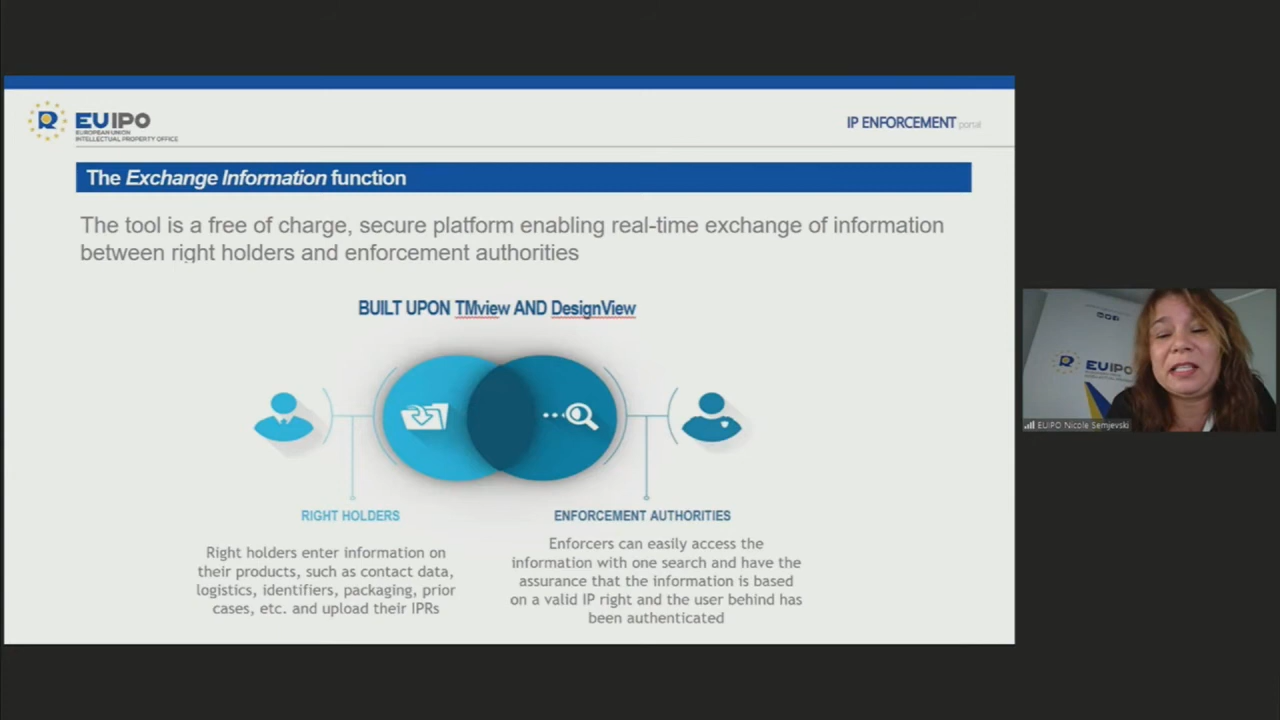 EUIPO
EUROPEAN UNION
INTELLECTUAL PROPERTY OFFICE
IP ENFORCEMENT portal
The Exchange Information function
The tool is a free of charge, secure platform enabling real-time exchange of information
between right holders and enforcement authorities
BUILT UPON TMview AND DesignView
RIGHT HOLDERS
Right holders enter information on
their products, such as contact data,
logistics, identifiers, packaging, prior
cases, etc. and upload their IPRs
ENFORCEMENT AUTHORITIES
Enforcers can easily access the
information with one search and have the
assurance that the information is based
on a valid IP right and the user behind has
been authenticated
EUIPO
EUIPO Nicole Semjevski